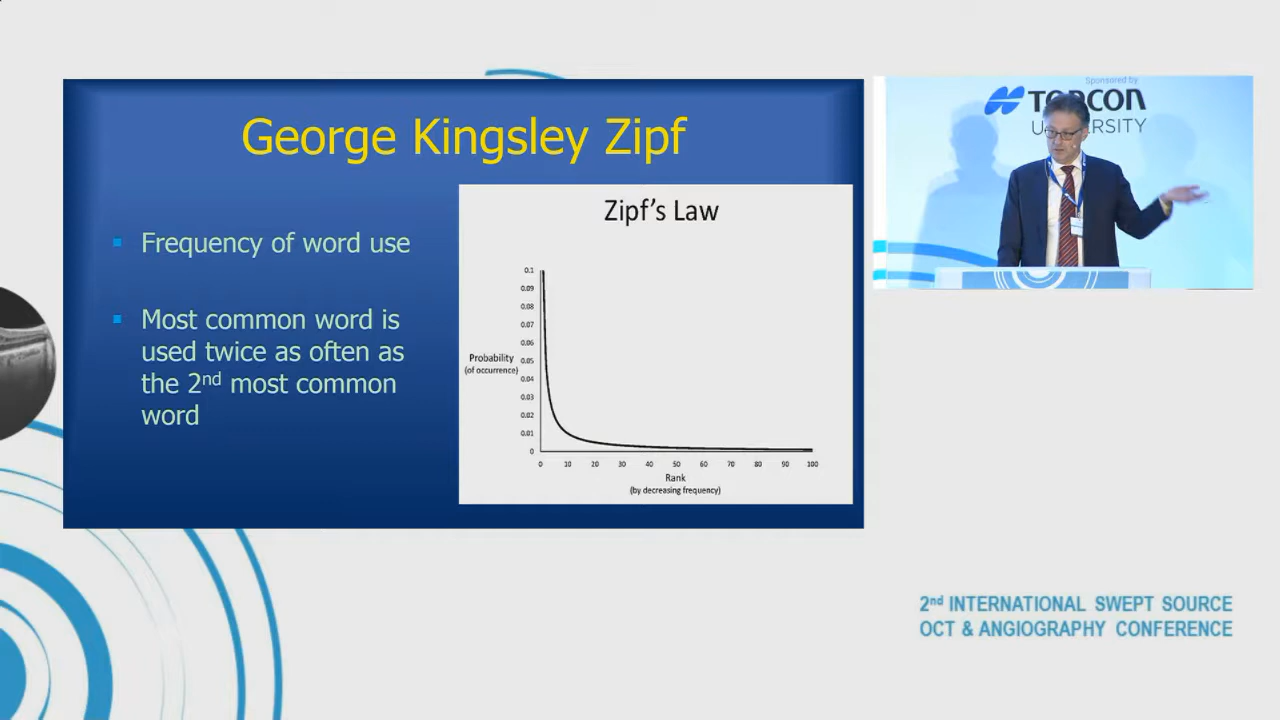 George Kingsley Zipf
Frequency of word use
Most common word is
used twice as often as
the 2nd most common
word
Zipf's Law
0.1
0.09
0.08
0.07
0.06
0.05
0.04
0.03
0.02
0.01
0
Probability
(of occurrence)
0 10 20 30 40 50 60 70 80 90 100
Rank
(by decreasing frequency)
Sponsored by
2nd INTERNATIONAL SWEPT SOURCE
OCT & ANGIOGRAPHY CONFERENCE